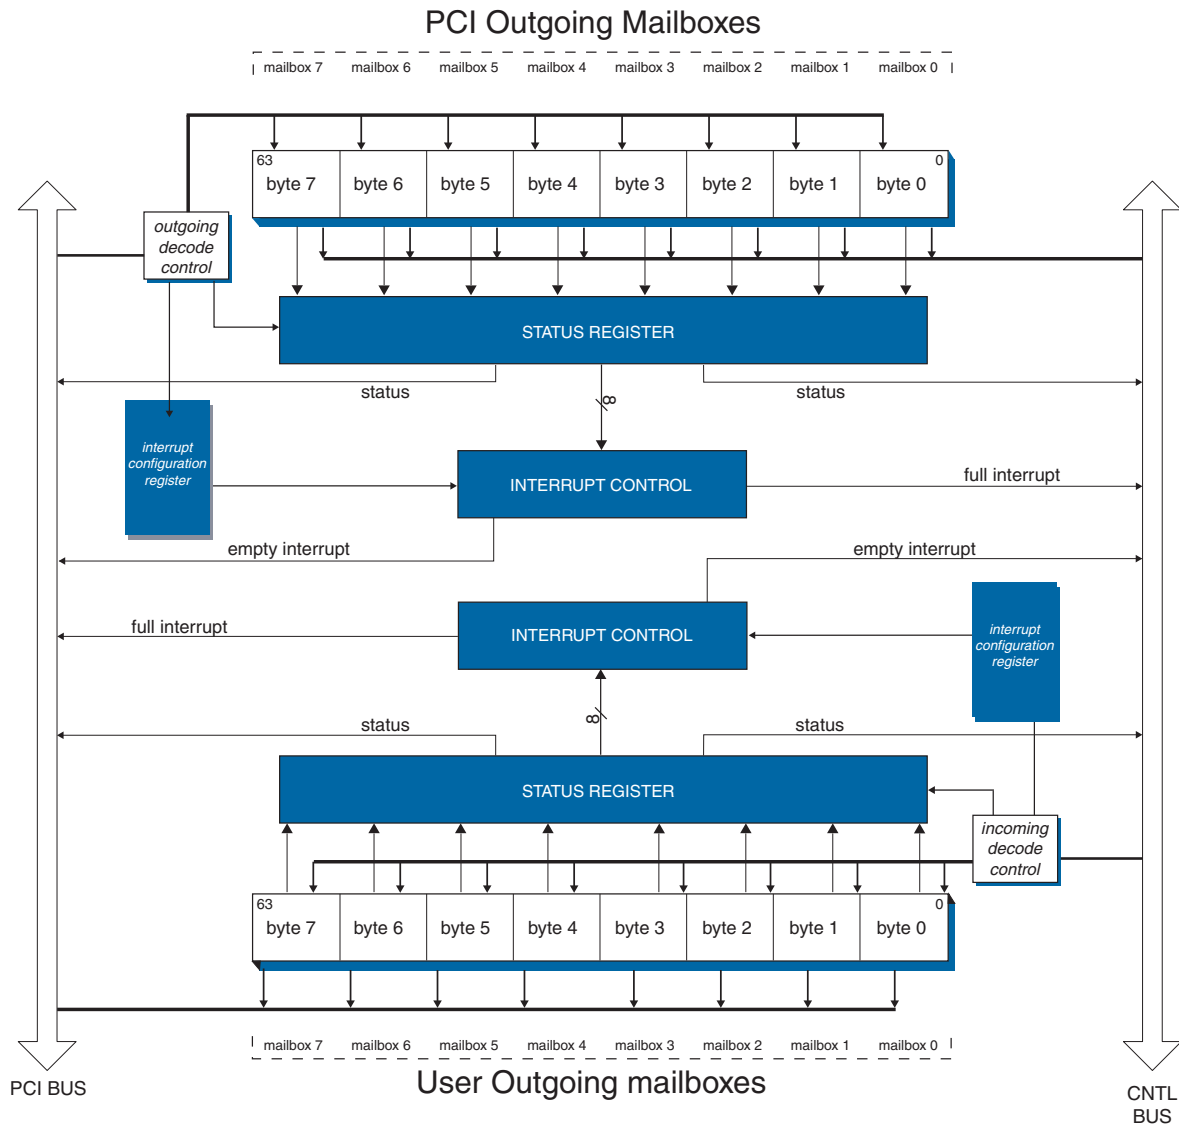 PCI Outgoing Mailboxes
mailbox 7 mailbox 6 mailbox 5 mailbox 4 mailbox 3 mailbox 2 mailbox 1 mailbox 0
63 0
byte 7 byte 6 byte 5 byte 4 byte 3 byte 2 byte 1 byte 0
outgoing
decode
control
STATUS REGISTER
status status
8
interrupt
configuration
register
INTERRUPT CONTROL
full interrupt
empty interrupt
empty interrupt
full interrupt
INTERRUPT CONTROL
interrupt
configuration
register
8
status status
STATUS REGISTER
incoming
decode
control
63 0
byte 7 byte 6 byte 5 byte 4 byte 3 byte 2 byte 1 byte 0
mailbox 7 mailbox 6 mailbox 5 mailbox 4 mailbox 3 mailbox 2 mailbox 1 mailbox 0
User Outgoing mailboxes
PCI BUS
CNTL
BUS